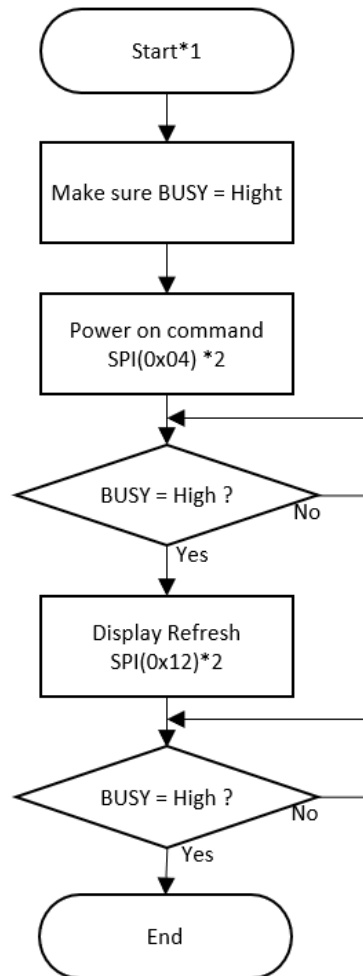 Start*1
Make sure BUSY = Hight
Power on command
SPI(0x04) *2
BUSY = High ?
No
Yes
Display Refresh
SPI(0x12)*2
BUSY = High ?
No
Yes
End